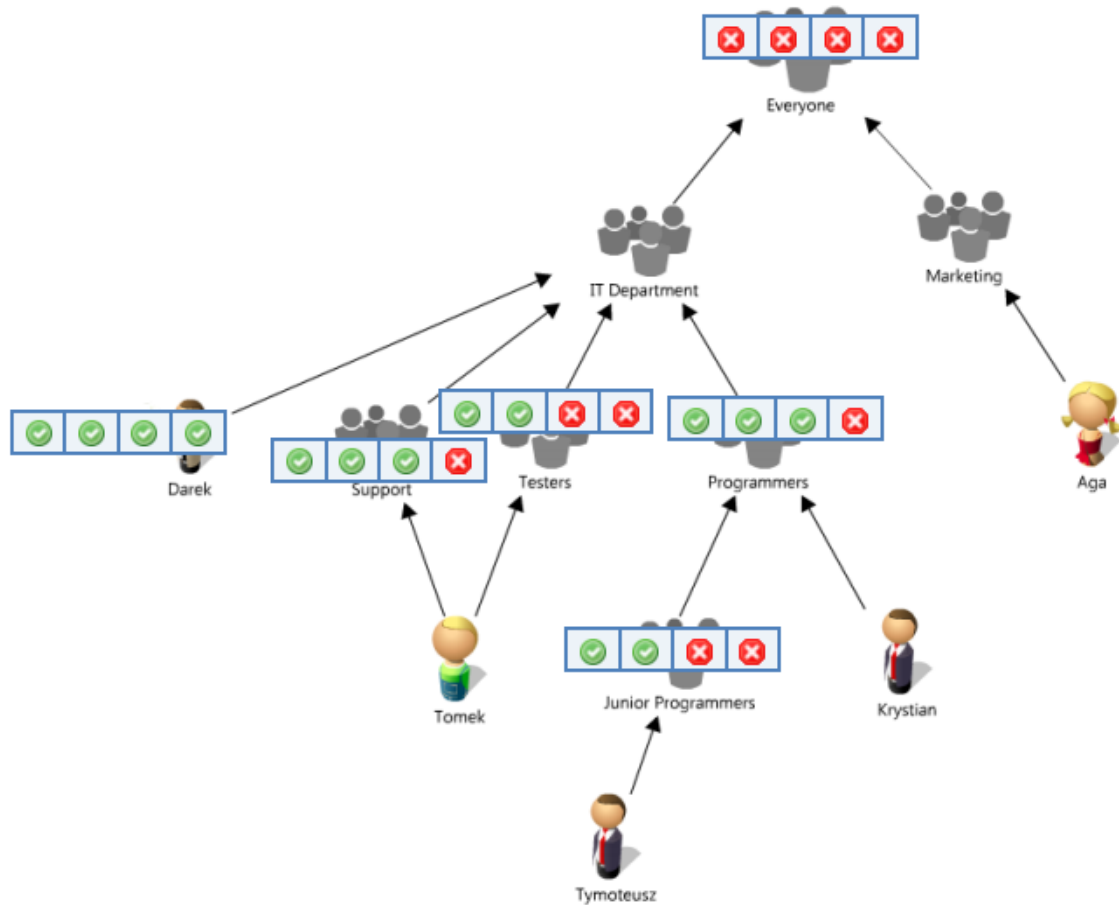 Everyone
IT Department
Marketing
Darek
Support
Testers
Programmers
Aga
Tomek
Junior Programmers
Krystian
Tymoteusz